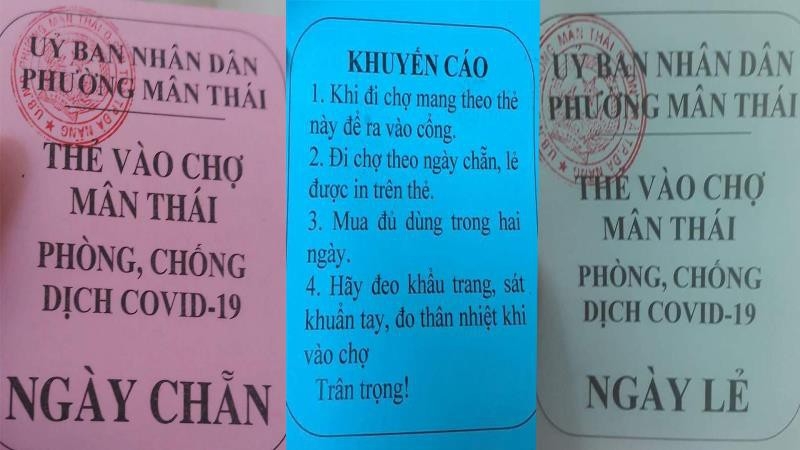 UỶ BAN NHÂN DÂN
PHƯỜNG MÂN THÁI
THẺ VÀO CHỢ
MÂN THÁI
PHÒNG, CHỐNG
DỊCH COVID-19
NGÀY CHẴN
KHUYẾN CÁO
1. Khi đi chợ mang theo thẻ
này để ra vào cổng.
2. Đi chợ theo ngày chẵn, lẻ
được in trên thẻ.
3. Mua đủ dùng trong hai
ngày.
4. Hãy đeo khẩu trang, sát
khuẩn tay, đo thân nhiệt khi
vào chợ
Trân trọng!
UỶ BAN NHÂN DÂN
PHƯỜNG MÂN THÁI
THẺ VÀO CHỢ
MÂN THÁI
PHÒNG, CHỐNG
DỊCH COVID-19
NGÀY LẺ